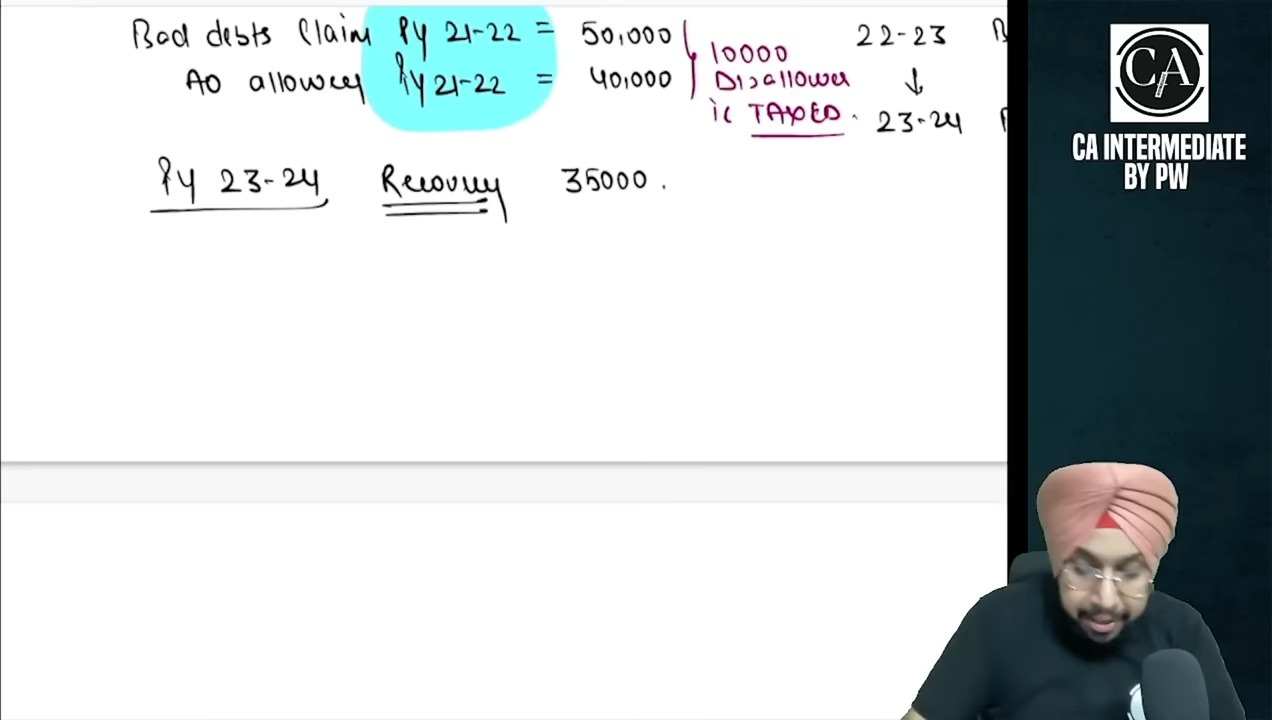 Bad debts Claim Py 21-22 = 50,000
AO allowed Py 21-22 = 40,000
10000
Disallowed
ie TAXED.
22-23
↓
23-24
Py 23-24 Recovery 35000.
CA
CA INTERMEDIATE
BY PW